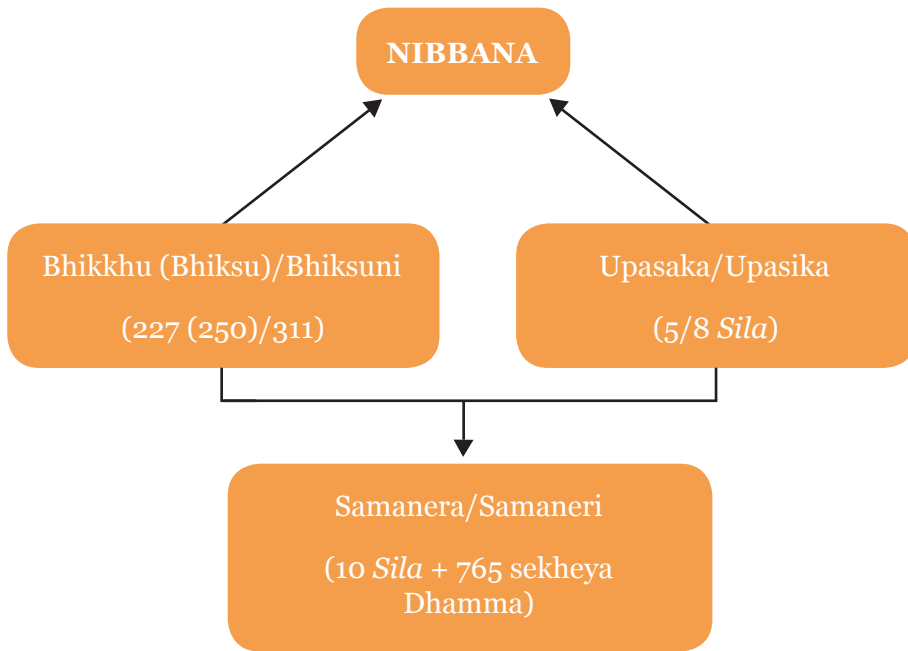 NIBBANA
Bhikkhu (Bhiksu)/Bhiksuni
(227 (250)/311)
Upasaka/Upasika
(5/8 Sila)
Samanera/Samaneri
(10 Sila + 765 sekheya
Dhamma)